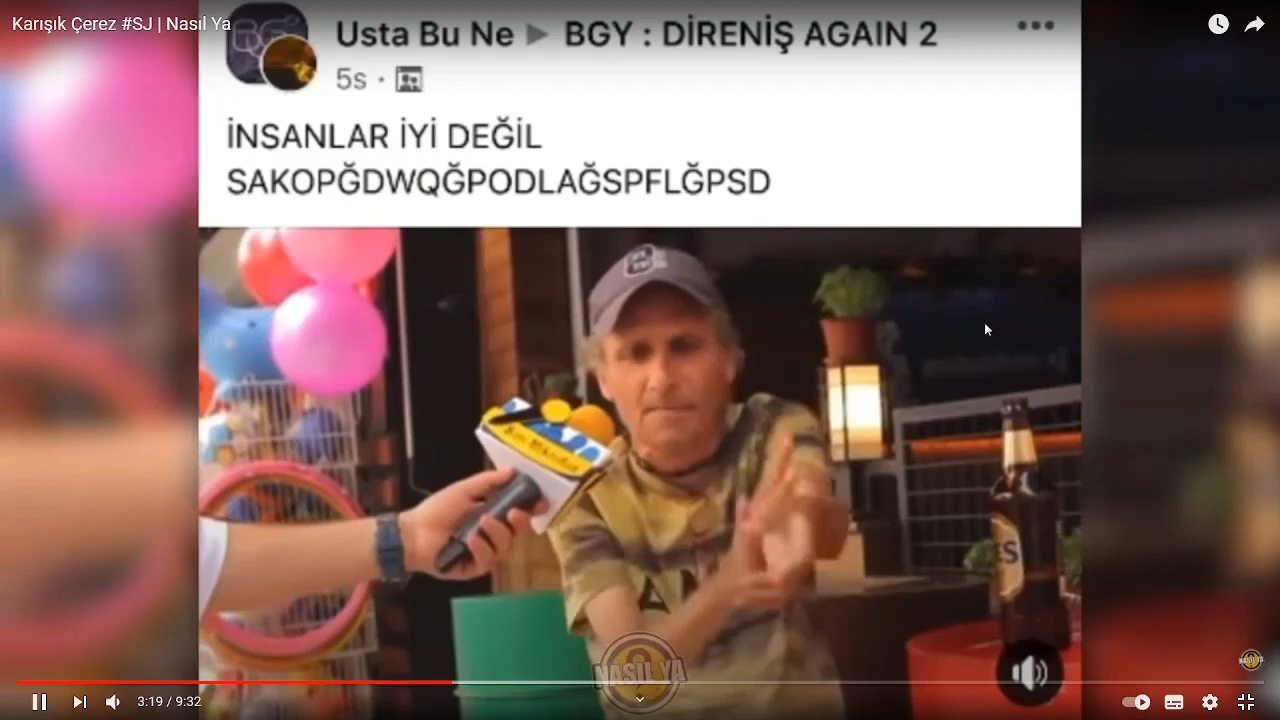 Karışık Çerez #SJ | Nasıl Ya
Usta Bu Ne ▶ BGY : DİRENİŞ AGAIN 2
5s ·
İNSANLAR İYİ DEĞİL
SAKOPĞDWQĞPODLAĞSPFLĞPSD
NASIL YA
3:19 / 9:32